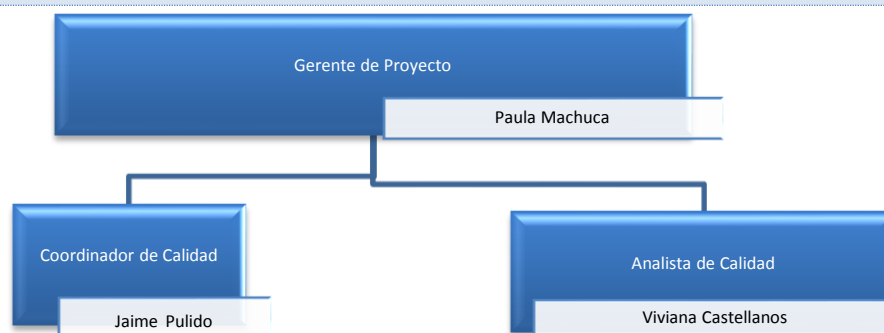 Gerente de Proyecto
Paula Machuca
Coordinador de Calidad
Jaime Pulido
Analista de Calidad
Viviana Castellanos